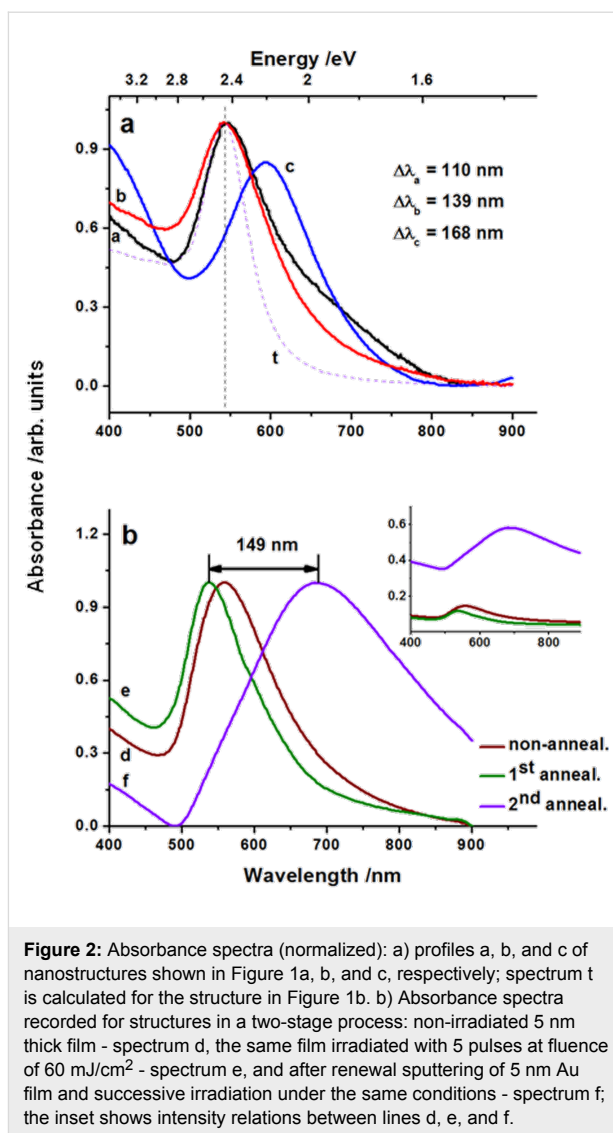 Energy /eV
3.2 2.8 2.4 2 1.6
a
0.9
0.6
0.3
0.0
b
a
c
t
Δλa = 110 nm
Δλb = 139 nm
Δλc = 168 nm
400 500 600 700 800 900
Absorbance /arb. units
b
149 nm
1.2
0.9
0.6
0.3
0.0
e
d
f
0.6
0.4
0.2
400 600 800
non-anneal.
1st anneal.
2nd anneal.
400 500 600 700 800 900
Wavelength /nm
Figure 2: Absorbance spectra (normalized): a) profiles a, b, and c of
nanostructures shown in Figure 1a, b, and c, respectively; spectrum t
is calculated for the structure in Figure 1b. b) Absorbance spectra
recorded for structures in a two-stage process: non-irradiated 5 nm
thick film - spectrum d, the same film irradiated with 5 pulses at fluence
of 60 mJ/cm² - spectrum e, and after renewal sputtering of 5 nm Au
film and successive irradiation under the same conditions - spectrum f;
the inset shows intensity relations between lines d, e, and f.